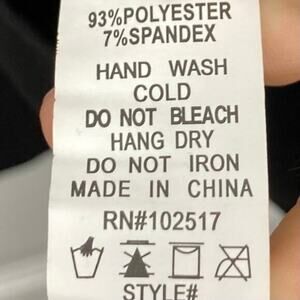 93%POLYESTER
7%SPANDEX
HAND WASH
COLD
DO NOT BLEACH
HANG DRY
DO NOT IRON
MADE IN CHINA
RN#102517
STYLE#